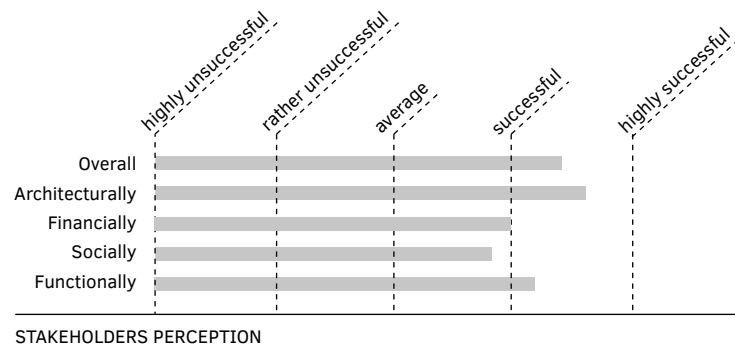 highly unsuccessful
rather unsuccessful
average
successful
highly successful
Overall
Architecturally
Financially
Socially
Functionally
STAKEHOLDERS PERCEPTION